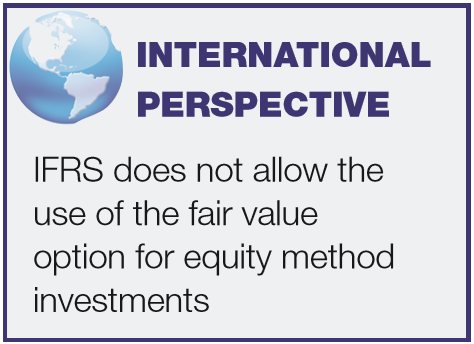 INTERNATIONAL
PERSPECTIVE
IFRS does not allow the
use of the fair value
option for equity method
investments